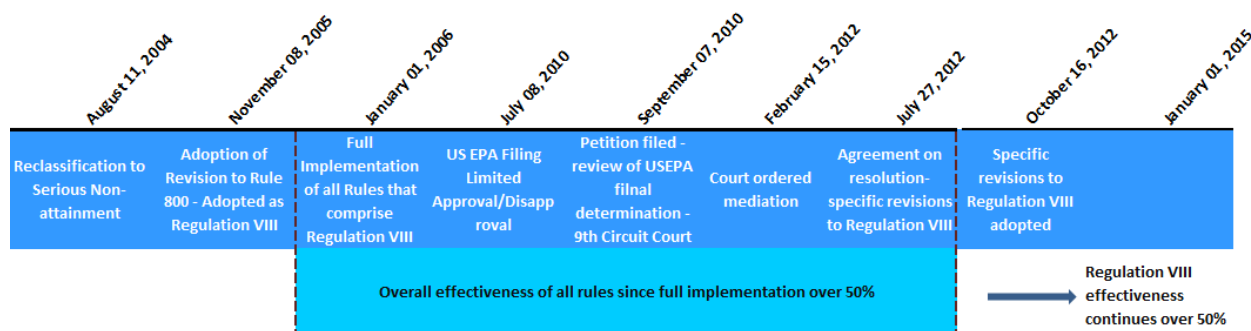 August 11, 2004
November 08, 2005
January 01, 2006
July 08, 2010
September 07, 2010
February 15, 2012
July 27, 2012
October 16, 2012
January 01, 2015
Reclassification to
Serious Non-
attainment
Adoption of
Revision to Rule
800 - Adopted as
Regulation VIII
Full
Implementation
of all Rules that
comprise
Regulation VIII
US EPA Filing
Limited
Approval/Disapp
roval
Petition filed -
review of USEPA
filnal
determination -
9th Circuit Court
Court ordered
mediation
Agreement on
resolution-
specific revisions
to Regulation VIII
Specific
revisions to
Regulation VIII
adopted
Overall effectiveness of all rules since full implementation over 50%
Regulation VIII
effectiveness
continues over 50%